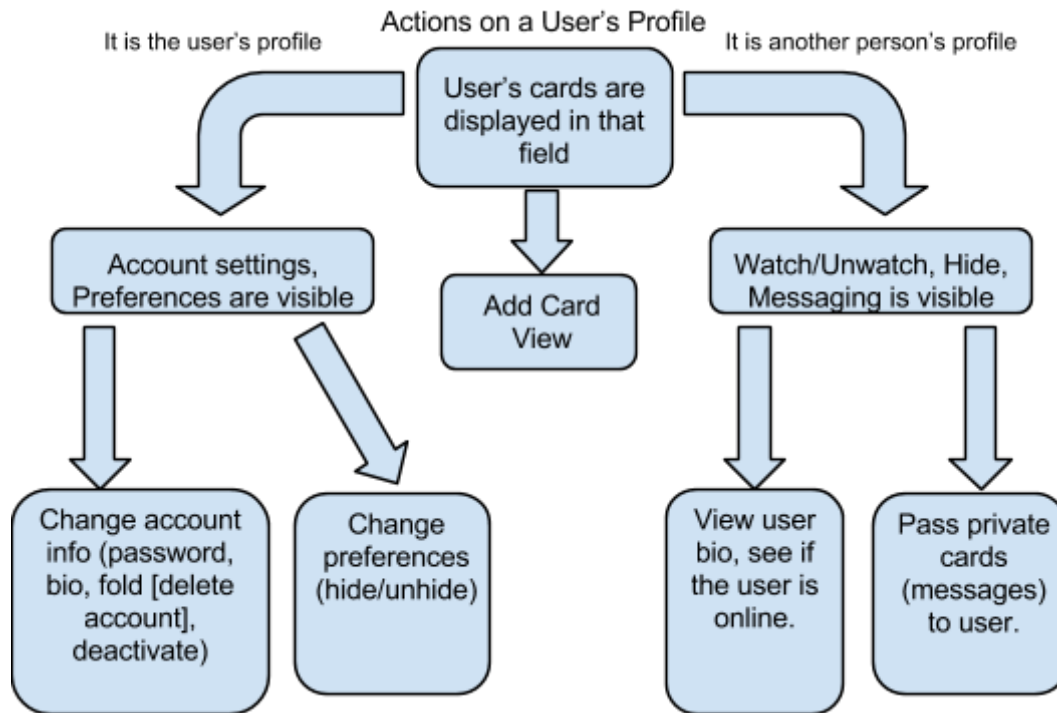 Actions on a User's Profile
It is the user's profile
It is another person's profile
User's cards are
displayed in that
field
Account settings,
Preferences are visible
Add Card
View
Watch/Unwatch, Hide,
Messaging is visible
Change account
info (password,
bio, fold [delete
account],
deactivate)
Change
preferences
(hide/unhide)
View user
bio, see if
the user is
online.
Pass private
cards
(messages)
to user.